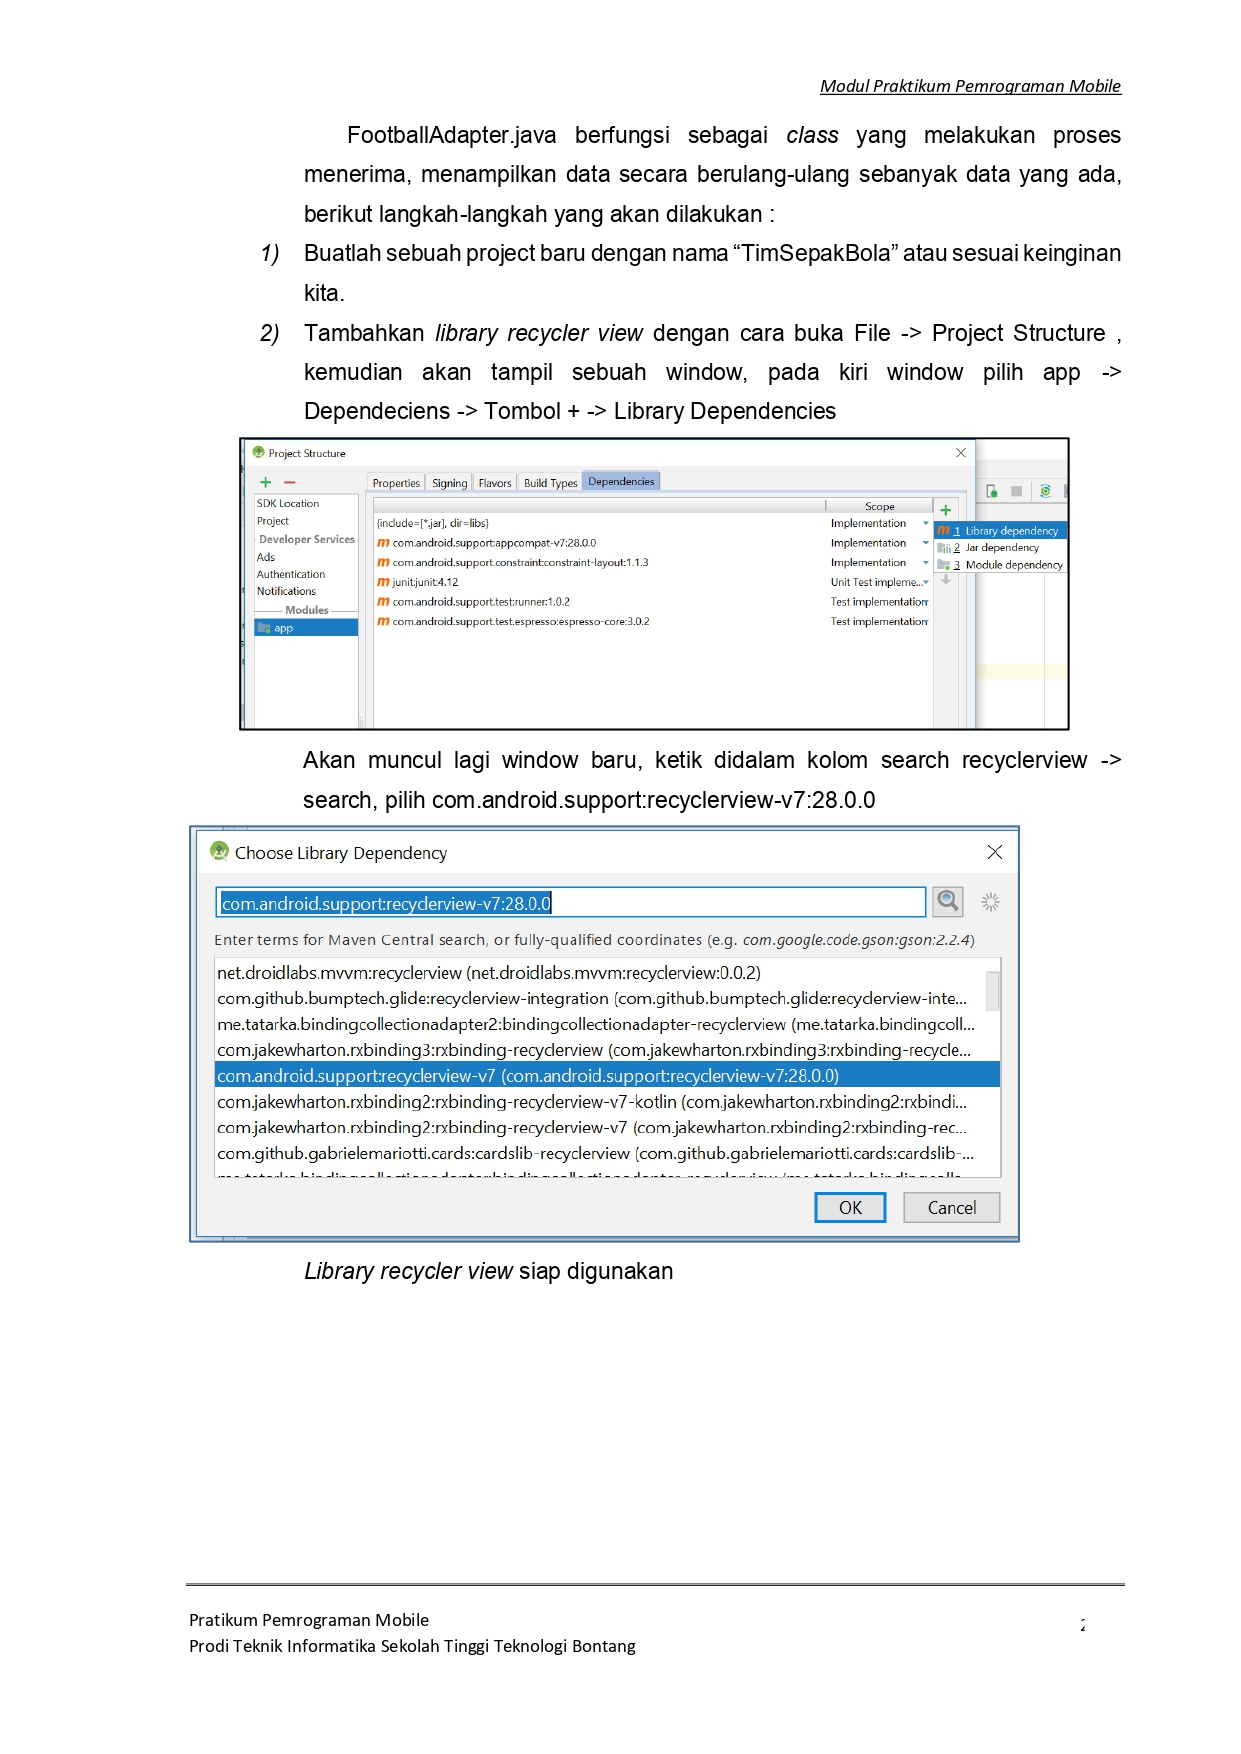 Modul Praktikum Pemrograman Mobile
FootballAdapter.java berfungsi sebagai class yang melakukan proses
menerima, menampilkan data secara berulang-ulang sebanyak data yang ada,
berikut langkah-langkah yang akan dilakukan :
1) Buatlah sebuah project baru dengan nama “TimSepakBola” atau sesuai keinginan
kita.
2) Tambahkan library recycler view dengan cara buka File -> Project Structure ,
kemudian akan tampil sebuah window, pada kiri window pilih app ->
Dependeciens -> Tombol + -> Library Dependencies
Project Structure
Properties Signing Flavors Build Types Dependencies
SDK Location
Project
Developer Services
Ads
Authentication
Notifications
Modules
app
Scope
{include=[*.jar], dir=libs} Implementation
m com.android.support:appcompat-v7:28.0.0 Implementation
m com.android.support.constraint:constraint-layout:1.1.3 Implementation
m junit:junit:4.12 Unit Test impleme...
m com.android.support.test:runner:1.0.2 Test implementation
m com.android.support.test.espresso:espresso-core:3.0.2 Test implementation
m 1 Library dependency
2 Jar dependency
3 Module dependency
Akan muncul lagi window baru, ketik didalam kolom search recyclerview ->
search, pilih com.android.support:recyclerview-v7:28.0.0
Choose Library Dependency
com.android.support:recyclerview-v7:28.0.0
Enter terms for Maven Central search, or fully-qualified coordinates (e.g. com.google.code.gson:gson:2.2.4)
net.droidlabs.mvvm:recyclerview (net.droidlabs.mvvm:recyclerview:0.0.2)
com.github.bumptech.glide:recyclerview-integration (com.github.bumptech.glide:recyclerview-inte...
me.tatarka.bindingcollectionadapter2:bindingcollectionadapter-recyclerview (me.tatarka.bindingcoll...
com.jakewharton.rxbinding3:rxbinding-recyclerview (com.jakewharton.rxbinding3:rxbinding-recycle...
com.android.support:recyclerview-v7 (com.android.support:recyclerview-v7:28.0.0)
com.jakewharton.rxbinding2:rxbinding-recyclerview-v7-kotlin (com.jakewharton.rxbinding2:rxbindi...
com.jakewharton.rxbinding2:rxbinding-recyclerview-v7 (com.jakewharton.rxbinding2:rxbinding-rec...
com.github.gabrielemariotti.cards:cardslib-recyclerview (com.github.gabrielemariotti.cards:cardslib-...
OK Cancel
Library recycler view siap digunakan
Pratikum Pemrograman Mobile
Prodi Teknik Informatika Sekolah Tinggi Teknologi Bontang